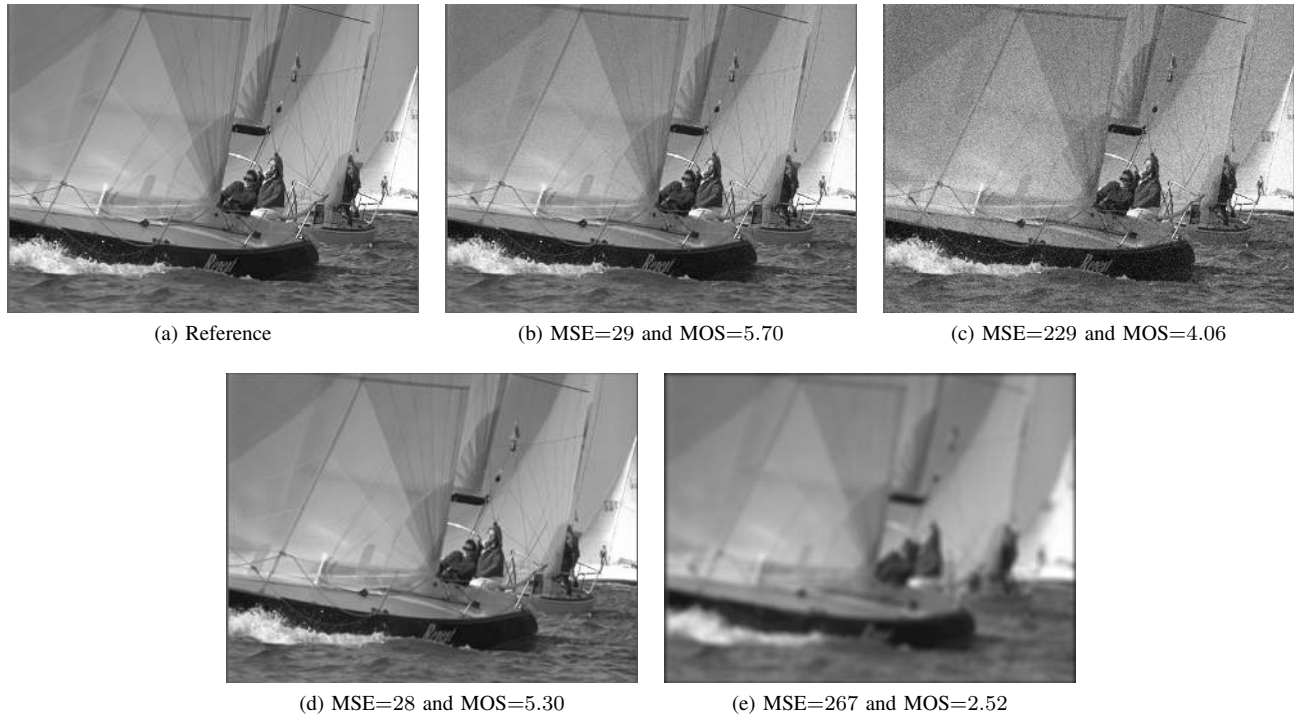 (a) Reference
(b) MSE=29 and MOS=5.70
(c) MSE=229 and MOS=4.06
(d) MSE=28 and MOS=5.30
(e) MSE=267 and MOS=2.52